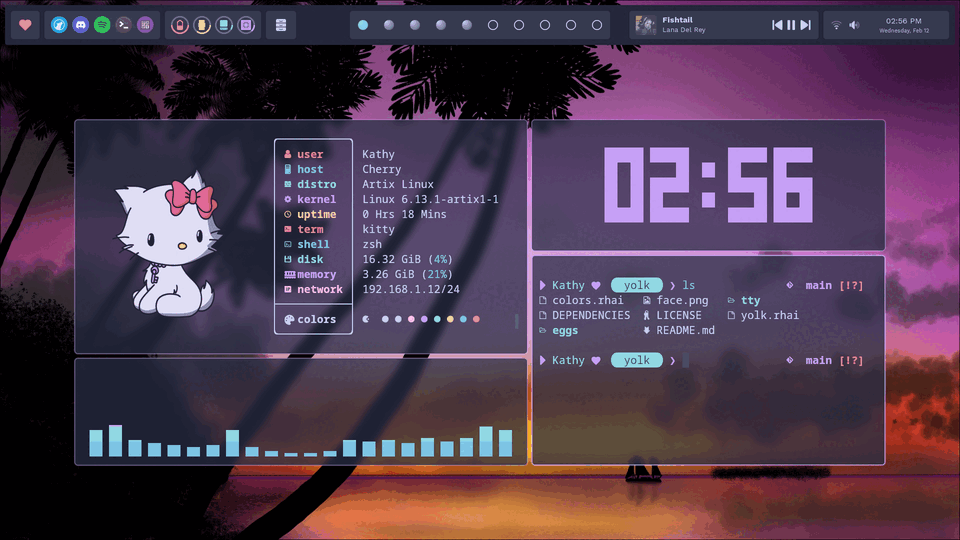 Fishtail
Lana Del Rey
02:56 PM
Wednesday, Feb 12
user Kathy
host Cherry
distro Artix Linux
kernel Linux 6.13.1-artix1-1
uptime 0 Hrs 18 Mins
term kitty
shell zsh
disk 16.32 GiB (4%)
memory 3.26 GiB (21%)
network 192.168.1.12/24
colors
02:56
Kathy yolk ❯ ls main [!?]
colors.rhai face.png tty
DEPENDENCIES LICENSE yolk.rhai
eggs README.md
Kathy yolk ❯ main [!?]